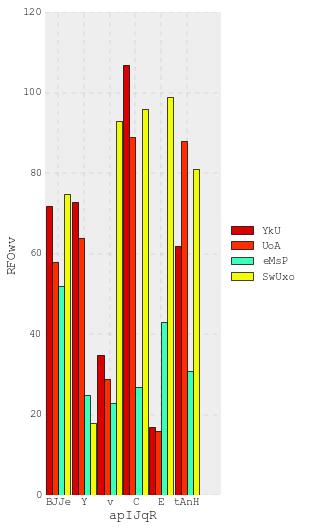 120
100
80
60
40
20
0
RFOwv
BJJe Y v C E tAnH
apIJqR
YkU
UoA
eMsP
SwUxo